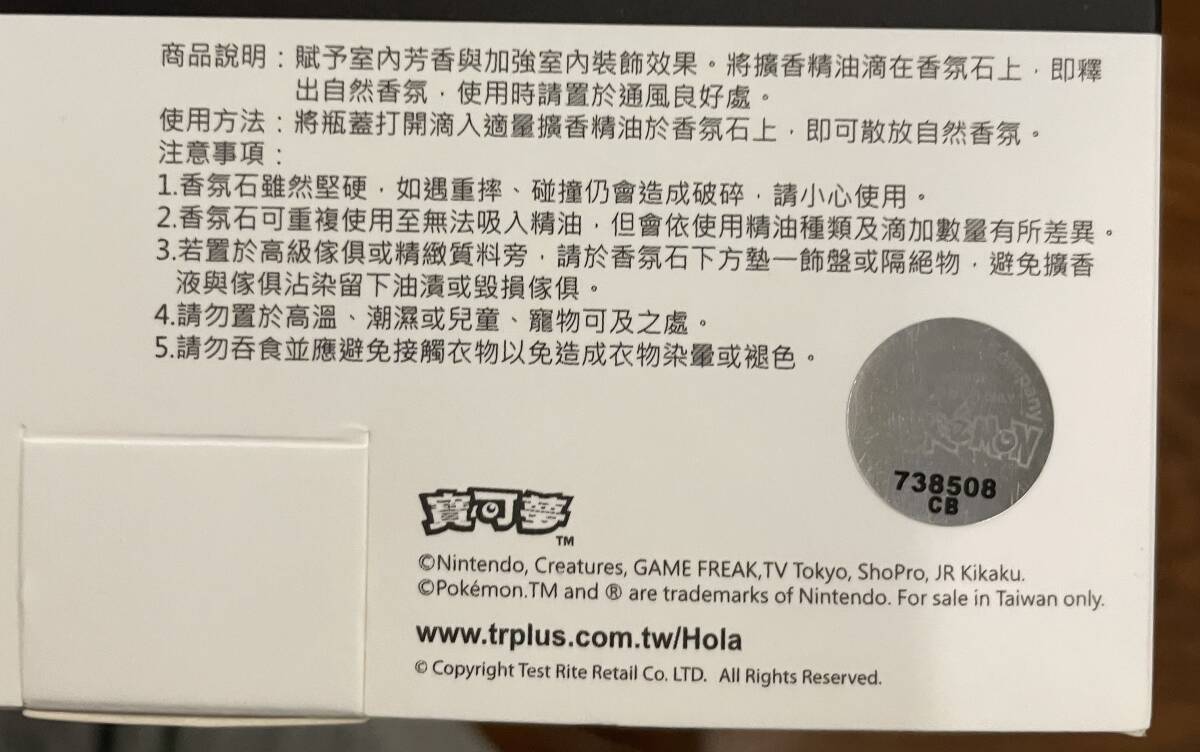 商品說明：賦予室內芳香與加強室內裝飾效果。將擴香精油滴在香氛石上，即釋
出自然香氛，使用時請置於通風良好處。
使用方法：將瓶蓋打開滴入適量擴香精油於香氛石上，即可散放自然香氛。
注意事項：
1.香氛石雖然堅硬，如遇重摔、碰撞仍會造成破碎，請小心使用。
2.香氛石可重複使用至無法吸入精油，但會依使用精油種類及滴加數量有所差異。
3.若置於高級傢俱或精緻質料旁，請於香氛石下方墊一飾盤或隔絕物，避免擴香
液與傢俱沾染留下油漬或毀損傢俱。
4.請勿置於高溫、潮濕或兒童、寵物可及之處。
5.請勿吞食並應避免接觸衣物以免造成衣物染暈或褪色。
company
POKéMON
738508
CB
寶可夢
TM
©Nintendo, Creatures, GAME FREAK,TV Tokyo, ShoPro, JR Kikaku.
©Pokémon.TM and ® are trademarks of Nintendo. For sale in Taiwan only.
www.trplus.com.tw/Hola
© Copyright Test Rite Retail Co. LTD. All Rights Reserved.